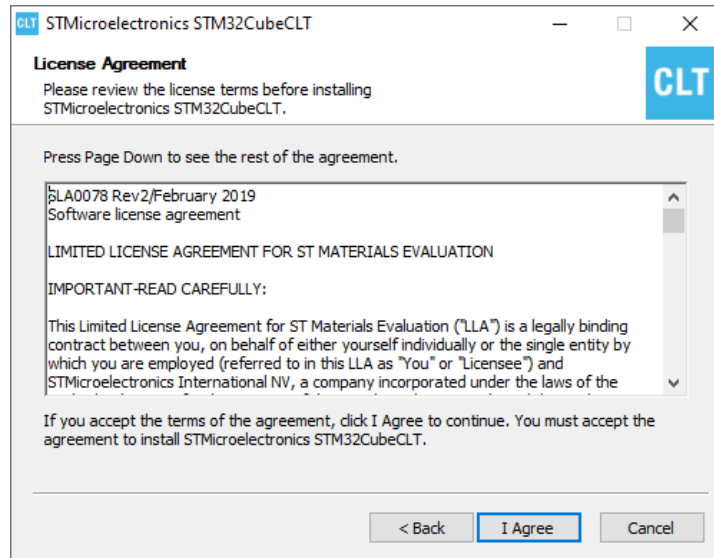 CLT STMicroelectronics STM32CubeCLT
License Agreement
Please review the license terms before installing
STMicroelectronics STM32CubeCLT.
CLT
Press Page Down to see the rest of the agreement.
SLA0078 Rev2/February 2019
Software license agreement
LIMITED LICENSE AGREEMENT FOR ST MATERIALS EVALUATION
IMPORTANT-READ CAREFULLY:
This Limited License Agreement for ST Materials Evaluation ("LLA") is a legally binding
contract between you, on behalf of either yourself individually or the single entity by
which you are employed (referred to in this LLA as "You" or "Licensee") and
STMicroelectronics International NV, a company incorporated under the laws of the
If you accept the terms of the agreement, click I Agree to continue. You must accept the
agreement to install STMicroelectronics STM32CubeCLT.
< Back I Agree Cancel